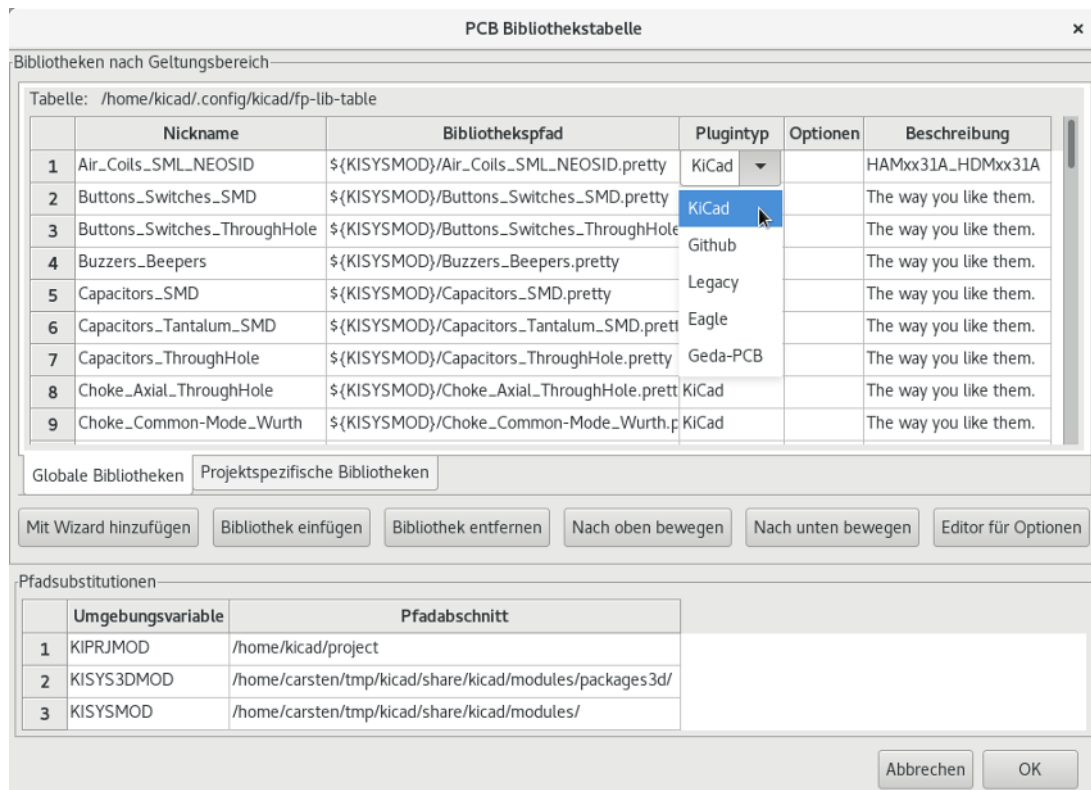 PCB Bibliothekstabelle
Bibliotheken nach Geltungsbereich
Tabelle: /home/kicad/.config/kicad/fp-lib-table
Nickname Bibliothekspfad Plugintyp Optionen Beschreibung
1 Air_Coils_SML_NEOSID ${KISYSMOD}/Air_Coils_SML_NEOSID.pretty KiCad HAMxx31A_HDMxx31A
2 Buttons_Switches_SMD ${KISYSMOD}/Buttons_Switches_SMD.pretty The way you like them.
3 Buttons_Switches_ThroughHole ${KISYSMOD}/Buttons_Switches_ThroughHole The way you like them.
4 Buzzers_Beepers ${KISYSMOD}/Buzzers_Beepers.pretty The way you like them.
5 Capacitors_SMD ${KISYSMOD}/Capacitors_SMD.pretty The way you like them.
6 Capacitors_Tantalum_SMD ${KISYSMOD}/Capacitors_Tantalum_SMD.prett The way you like them.
7 Capacitors_ThroughHole ${KISYSMOD}/Capacitors_ThroughHole.pretty The way you like them.
8 Choke_Axial_ThroughHole ${KISYSMOD}/Choke_Axial_ThroughHole.prett KiCad The way you like them.
9 Choke_Common-Mode_Wurth ${KISYSMOD}/Choke_Common-Mode_Wurth.p KiCad The way you like them.
KiCad
Github
Legacy
Eagle
Geda-PCB
Globale Bibliotheken Projektspezifische Bibliotheken
Mit Wizard hinzufügen Bibliothek einfügen Bibliothek entfernen Nach oben bewegen Nach unten bewegen Editor für Optionen
Pfadsubstitutionen
Umgebungsvariable Pfadabschnitt
1 KIPRJMOD /home/kicad/project
2 KISYS3DMOD /home/carsten/tmp/kicad/share/kicad/modules/packages3d/
3 KISYSMOD /home/carsten/tmp/kicad/share/kicad/modules/
Abbrechen OK